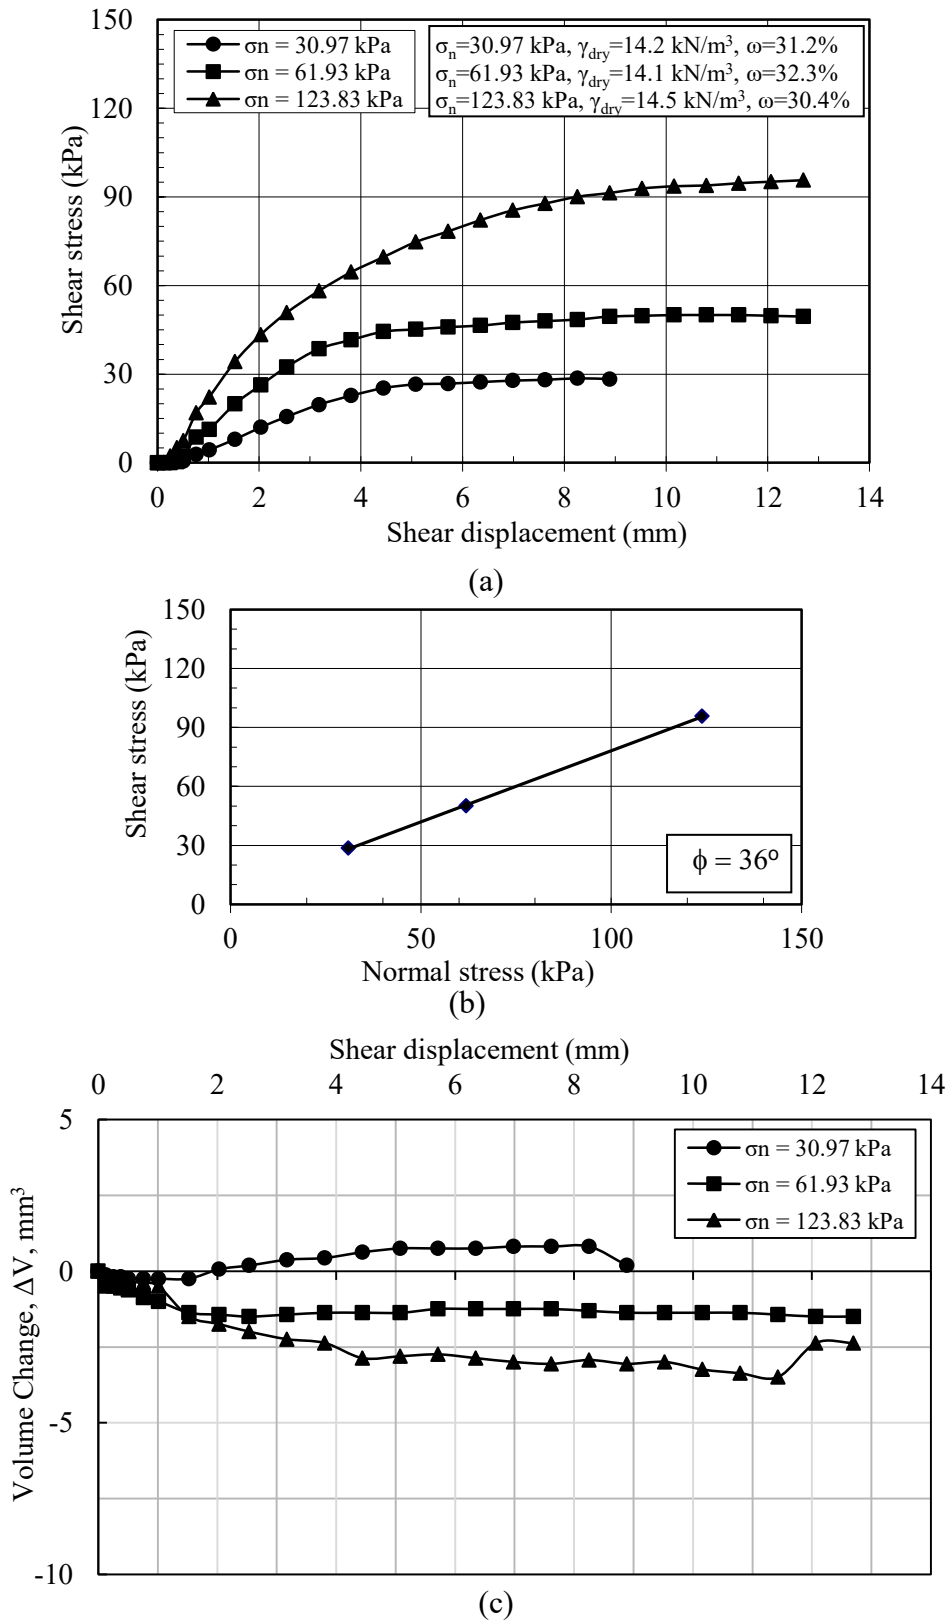 150
120
90
60
30
0
Shear stress (kPa)
σn = 30.97 kPa
σn = 61.93 kPa
σn = 123.83 kPa
σn=30.97 kPa, γdry=14.2 kN/m³, ω=31.2%
σn=61.93 kPa, γdry=14.1 kN/m³, ω=32.3%
σn=123.83 kPa, γdry=14.5 kN/m³, ω=30.4%
0 2 4 6 8 10 12 14
Shear displacement (mm)
(a)
150
120
90
60
30
0
Shear stress (kPa)
ϕ = 36º
0 50 100 150
Normal stress (kPa)
(b)
Shear displacement (mm)
0 2 4 6 8 10 12 14
5
0
-5
-10
Volume Change, ΔV, mm³
σn = 30.97 kPa
σn = 61.93 kPa
σn = 123.83 kPa
(c)